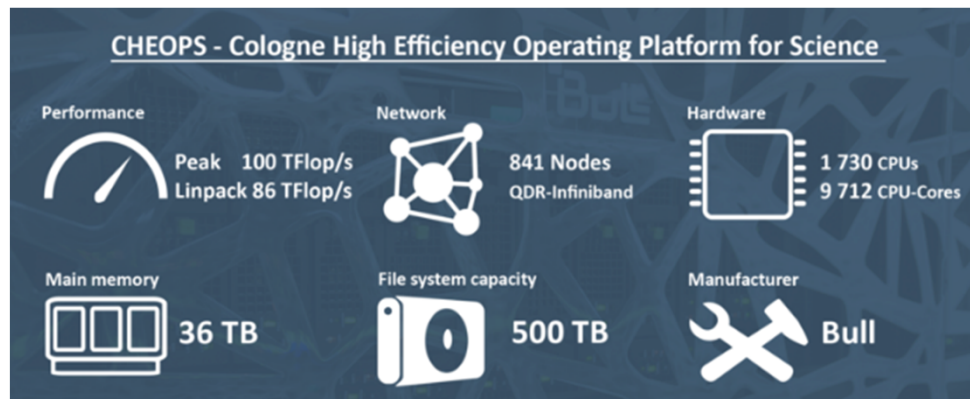 CHEOPS - Cologne High Efficiency Operating Platform for Science
Performance
Peak 100 TFlop/s
Linpack 86 TFlop/s
Network
841 Nodes
QDR-Infiniband
Hardware
1 730 CPUs
9 712 CPU-Cores
Main memory
36 TB
File system capacity
500 TB
Manufacturer
Bull
Bull